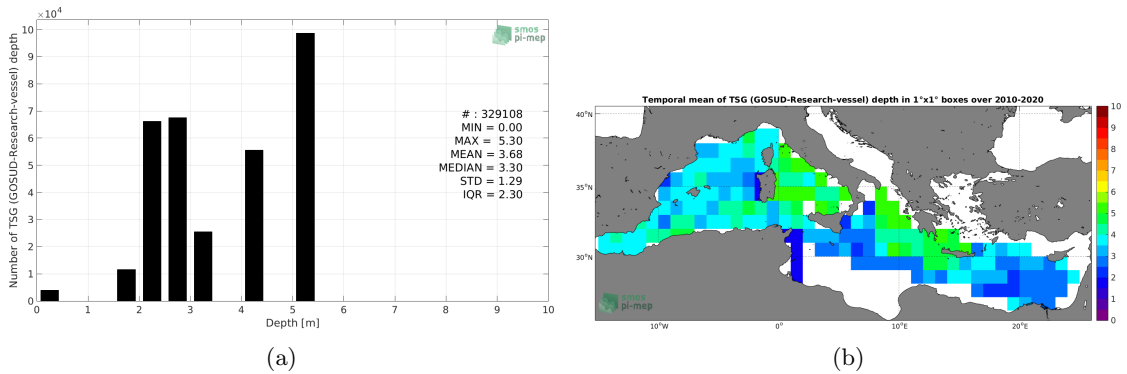 ×10⁴
10
9
8
7
6
5
4
3
2
1
0
Number of TSG (GOSUD-Research-vessel) depth
smos
pi-mep
# : 329108
MIN = 0.00
MAX = 5.30
MEAN = 3.68
MEDIAN = 3.30
STD = 1.29
IQR = 2.30
0 1 2 3 4 5 6 7 8 9 10
Depth [m]
(a)
Temporal mean of TSG (GOSUD-Research-vessel) depth in 1°x1° boxes over 2010-2020
40°N
35°N
30°N
10°W 0° 10°E 20°E
smos
pi-mep
10
9
8
7
6
5
4
3
2
1
0
(b)